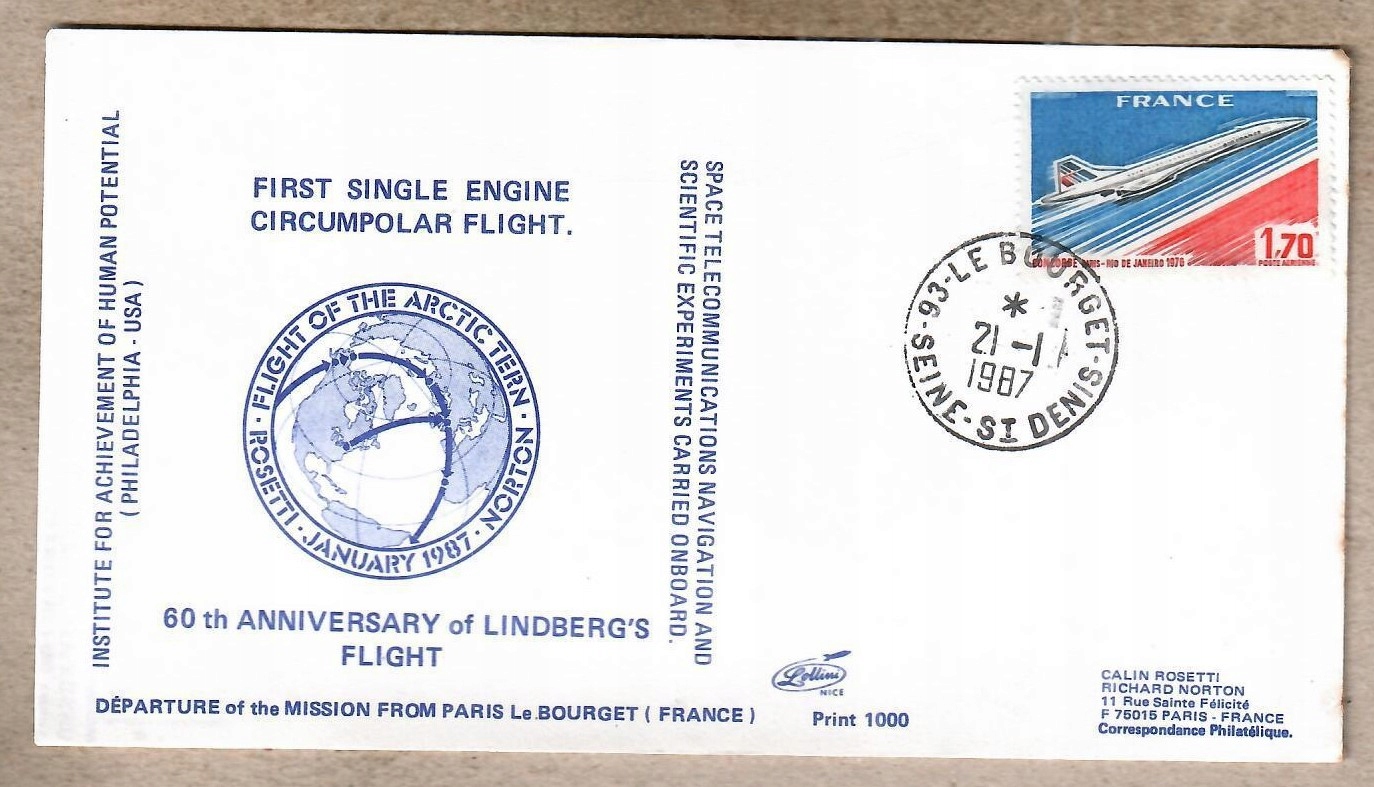 INSTITUTE FOR ACHIEVEMENT OF HUMAN POTENTIAL
( PHILADELPHIA - USA )
FIRST SINGLE ENGINE
CIRCUMPOLAR FLIGHT.
FLIGHT OF THE ARCTIC TERN · NORTON · JANUARY 1987 · ROSETTI ·
60 th ANNIVERSARY of LINDBERG'S
FLIGHT
DÉPARTURE of the MISSION FROM PARIS Le.BOURGET ( FRANCE )
SPACE TELECOMMUNICATIONS NAVIGATION AND
SCIENTIFIC EXPERIMENTS CARRIED ONBOARD.
Lollini
NICE
Print 1000
FRANCE
1,70
POSTE AERIENNE
CONCORDE PARIS-RIO DE JANEIRO 1976
93-LE BOURGET-
SEINE-ST DENIS
*
21 -1
1987
CALIN ROSETTI
RICHARD NORTON
11 Rue Sainte Félicité
F 75015 PARIS - FRANCE
Correspondance Philatélique.